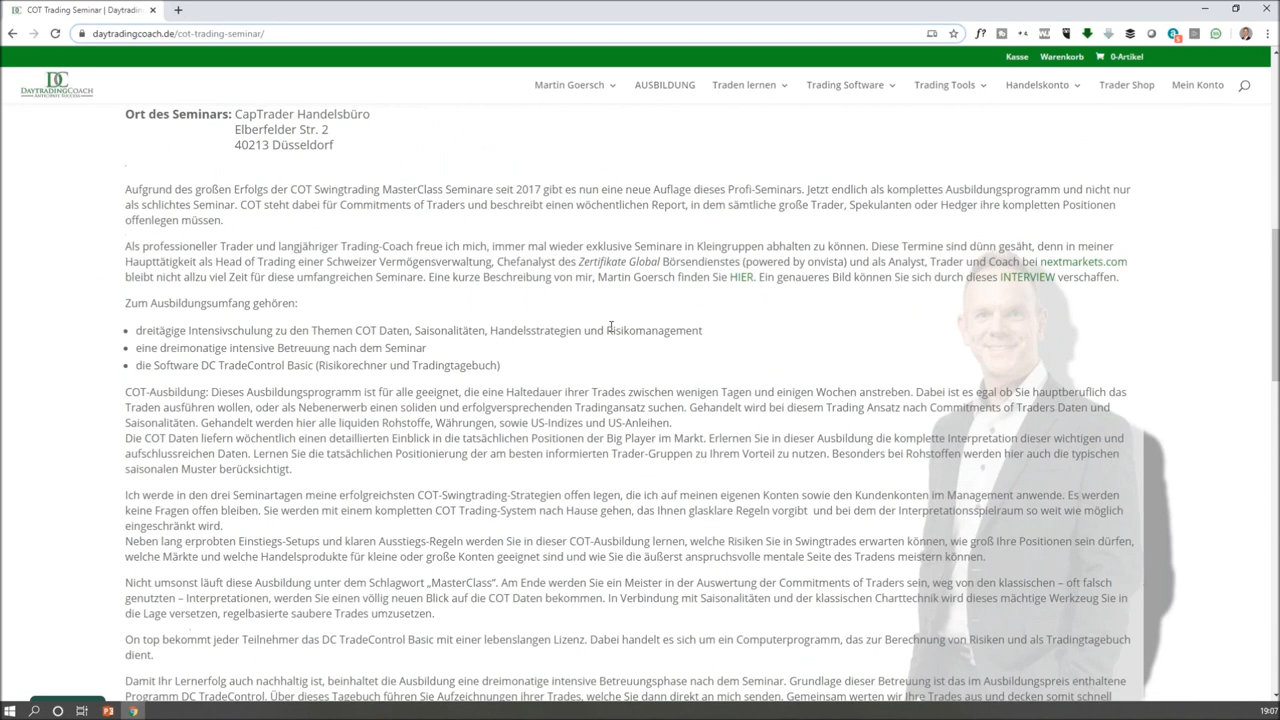 COT Trading Seminar | Daytradin
daytradingcoach.de/cot-trading-seminar/
Kasse Warenkorb 0-Artikel
DC
DAYTRADINGCOACH
Martin Goersch AUSBILDUNG Traden lernen Trading Software Trading Tools Handelskonto Trader Shop Mein Konto
Ort des Seminars: CapTrader Handelsbüro
Elberfelder Str. 2
40213 Düsseldorf
Aufgrund des großen Erfolgs der COT Swingtrading MasterClass Seminare seit 2017 gibt es nun eine neue Auflage dieses Profi-Seminars. Jetzt endlich als komplettes Ausbildungsprogramm und nicht nur
als schlichtes Seminar. COT steht dabei für Commitments of Traders und beschreibt einen wöchentlichen Report, in dem sämtliche große Trader, Spekulanten oder Hedger ihre kompletten Positionen
offenlegen müssen.
Als professioneller Trader und langjähriger Trading-Coach freue ich mich, immer mal wieder exklusive Seminare in Kleingruppen abhalten zu können. Diese Termine sind dünn gesäht, denn in meiner
Haupttätigkeit als Head of Trading einer Schweizer Vermögensverwaltung, Chefanalyst des Zertifikate Global Börsendienstes (powered by onvista) und als Analyst, Trader und Coach bei nextmarkets.com
bleibt nicht allzu viel Zeit für diese umfangreichen Seminare. Eine kurze Beschreibung von mir, Martin Goersch finden Sie HIER. Ein genaueres Bild können Sie sich durch dieses INTERVIEW verschaffen.
Zum Ausbildungsumfang gehören:
• dreitägige Intensivschulung zu den Themen COT Daten, Saisonalitäten, Handelsstrategien und Risikomanagement
• eine dreimonatige intensive Betreuung nach dem Seminar
• die Software DC TradeControl Basic (Risikorechner und Tradingtagebuch)
COT-Ausbildung: Dieses Ausbildungsprogramm ist für alle geeignet, die eine Haltedauer ihrer Trades zwischen wenigen Tagen und einigen Wochen anstreben. Dabei ist es egal ob Sie hauptberuflich das
Traden ausführen wollen, oder als Nebenerwerb einen soliden und erfolgversprechenden Tradingansatz suchen. Gehandelt wird bei diesem Trading Ansatz nach Commitments of Traders Daten und
Saisonalitäten. Gehandelt werden hier alle liquiden Rohstoffe, Währungen, sowie US-Indizes und US-Anleihen.
Die COT Daten liefern wöchentlich einen detaillierten Einblick in die tatsächlichen Positionen der Big Player im Markt. Erlernen Sie in dieser Ausbildung die komplette Interpretation dieser wichtigen und
aufschlussreichen Daten. Lernen Sie die tatsächlichen Positionierung der am besten informierten Trader-Gruppen zu Ihrem Vorteil zu nutzen. Besonders bei Rohstoffen werden hier auch die typischen
saisonalen Muster berücksichtigt.
Ich werde in den drei Seminartagen meine erfolgreichsten COT-Swingtrading-Strategien offen legen, die ich auf meinen eigenen Konten sowie den Kundenkonten im Management anwende. Es werden
keine Fragen offen bleiben. Sie werden mit einem kompletten COT Trading-System nach Hause gehen, das Ihnen glasklare Regeln vorgibt und bei dem der Interpretationsspielraum so weit wie möglich
eingeschränkt wird.
Neben lang erprobten Einstiegs-Setups und klaren Ausstiegs-Regeln werden Sie in dieser COT-Ausbildung lernen, welche Risiken Sie in Swingtrades erwarten können, wie groß Ihre Positionen sein dürfen,
welche Märkte und welche Handelsprodukte für kleine oder große Konten geeignet sind und wie Sie die äußerst anspruchsvolle mentale Seite des Tradens meistern können.
Nicht umsonst läuft diese Ausbildung unter dem Schlagwort „MasterClass“. Am Ende werden Sie ein Meister in der Auswertung der Commitments of Traders sein, weg von den klassischen – oft falsch
genutzten – Interpretationen, werden Sie einen völlig neuen Blick auf die COT Daten bekommen. In Verbindung mit Saisonalitäten und der klassischen Charttechnik wird dieses mächtige Werkzeug Sie in
die Lage versetzen, regelbasierte saubere Trades umzusetzen.
On top bekommt jeder Teilnehmer das DC TradeControl Basic mit einer lebenslangen Lizenz. Dabei handelt es sich um ein Computerprogramm, das zur Berechnung von Risiken und als Tradingtagebuch
dient.
Damit Ihr Lernerfolg auch nachhaltig ist, beinhaltet die Ausbildung eine dreimonatige intensive Betreuungsphase nach dem Seminar. Grundlage dieser Betreuung ist das im Ausbildungspreis enthaltene
Programm DC TradeControl. Über dieses Tagebuch führen Sie Aufzeichnungen ihrer Trades, welche Sie dann direkt an mich senden. Gemeinsam werten wir Ihre Trades aus und decken somit schnell
19:07